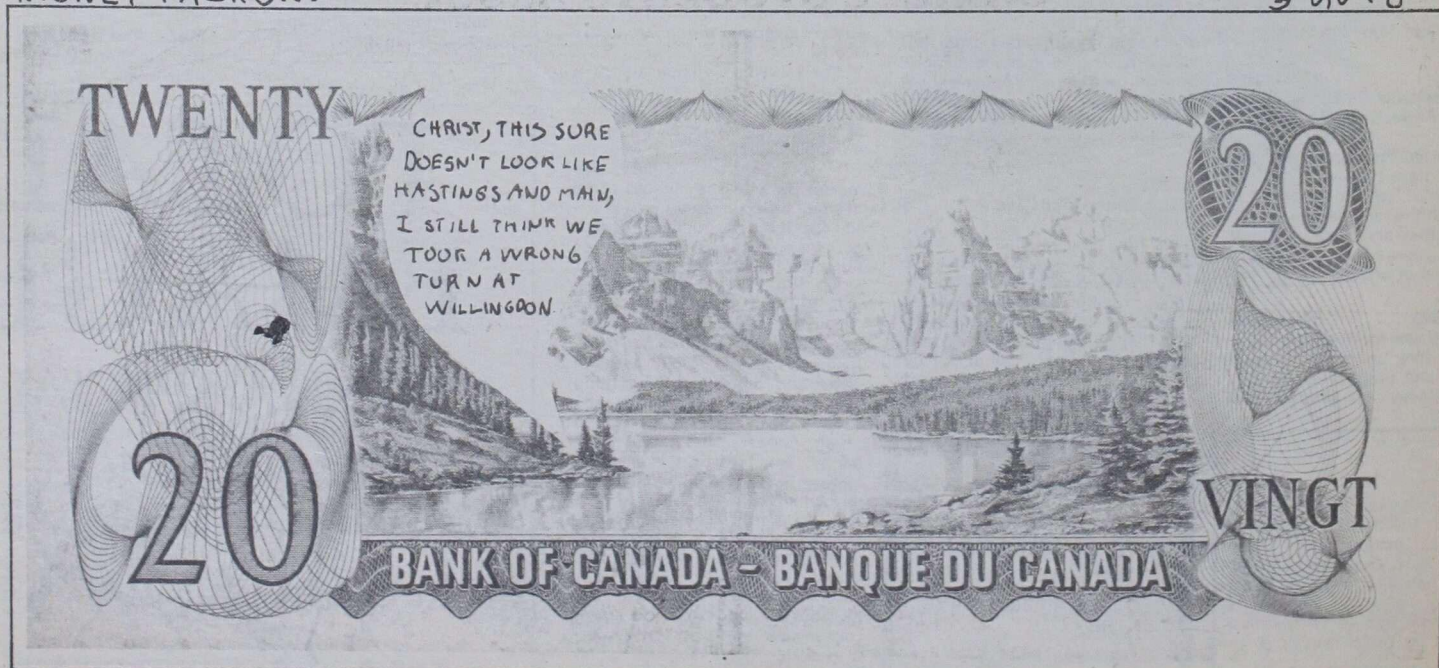 TWENTY
CHRIST, THIS SURE
DOESN'T LOOK LIKE
HASTINGS AND MAIN,
I STILL THINK WE
TOOK A WRONG
TURN AT
WILLINGDON.
20
20
VINGT
BANK OF CANADA - BANQUE DU CANADA